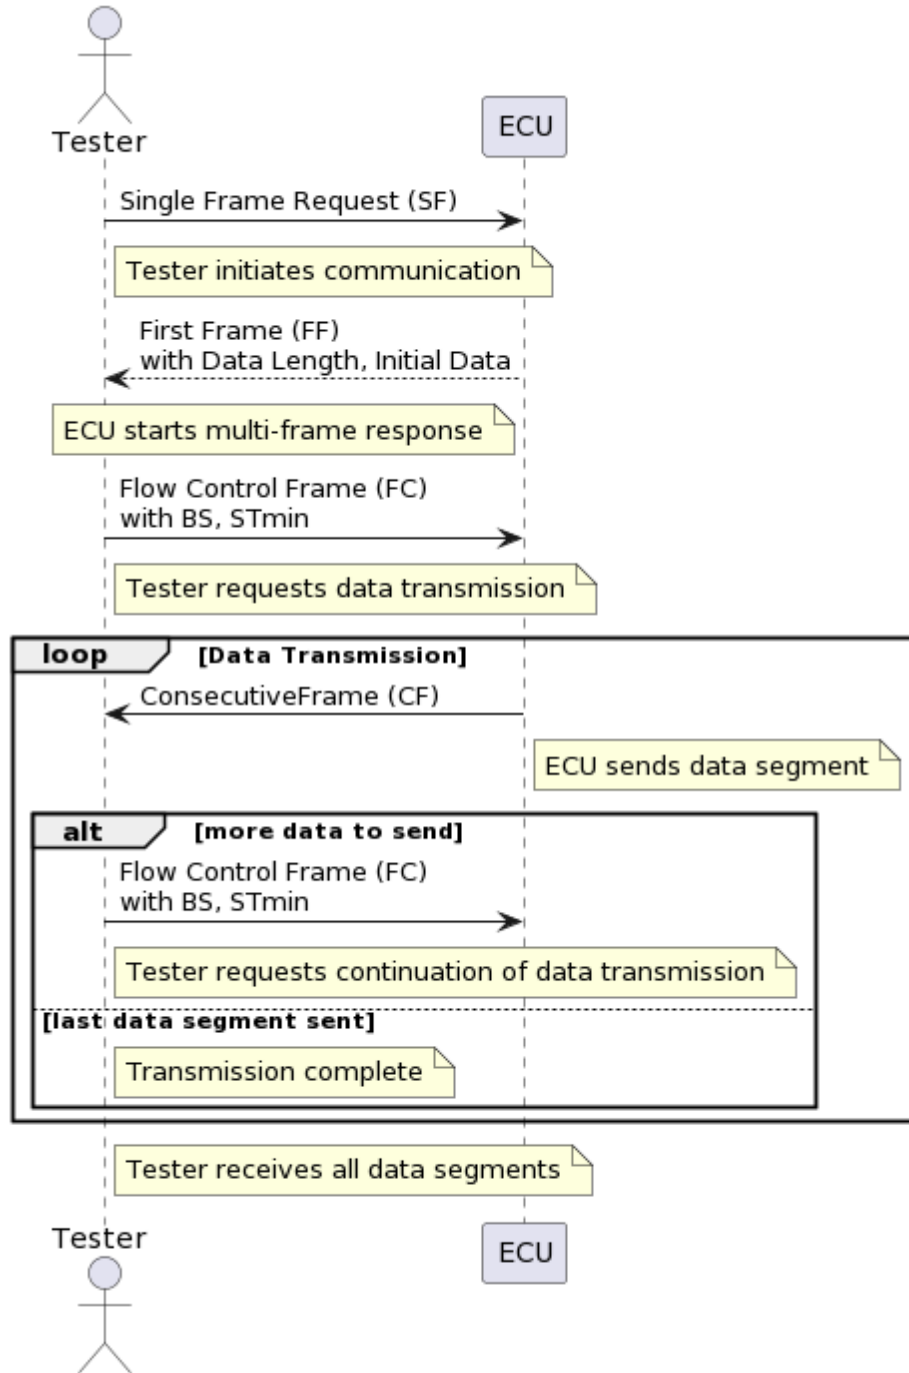 Tester
ECU
Single Frame Request (SF)
Tester initiates communication
First Frame (FF)
with Data Length, Initial Data
ECU starts multi-frame response
Flow Control Frame (FC)
with BS, STmin
Tester requests data transmission
loop [Data Transmission]
ConsecutiveFrame (CF)
ECU sends data segment
alt [more data to send]
Flow Control Frame (FC)
with BS, STmin
Tester requests continuation of data transmission
[last data segment sent]
Transmission complete
Tester receives all data segments
Tester
ECU